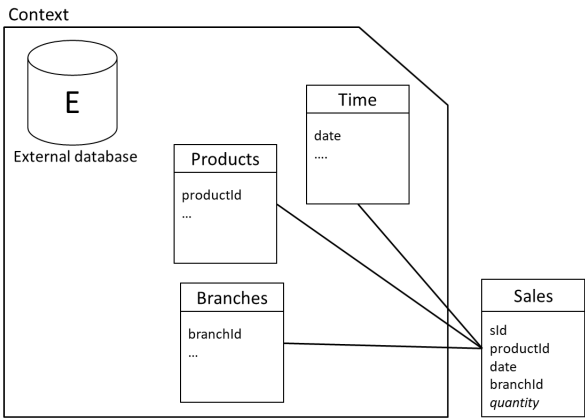 Context
E
External database
Time
date
....
Products
productId
...
Branches
branchId
...
Sales
sId
productId
date
branchId
quantity